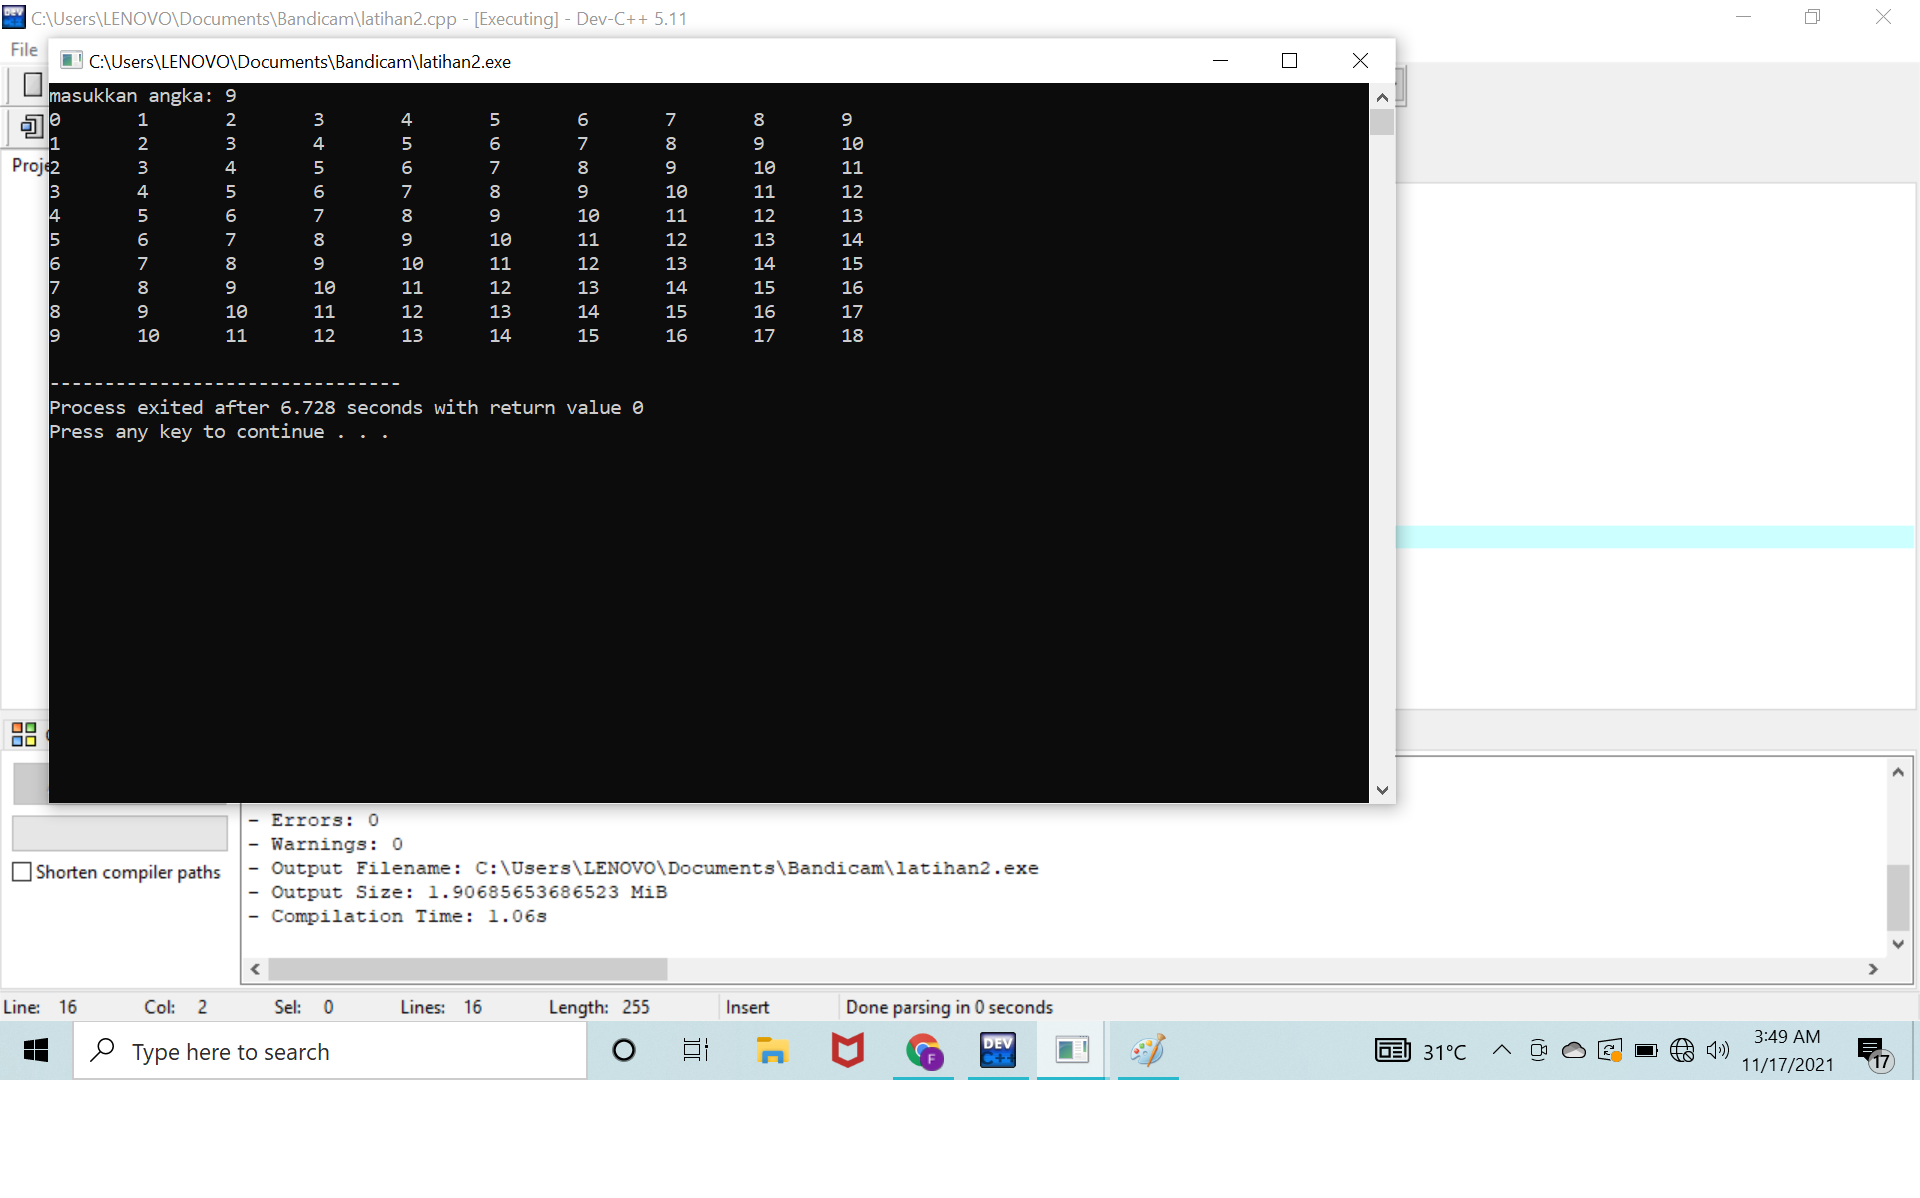 C:\Users\LENOVO\Documents\Bandicam\latihan2.cpp - [Executing] - Dev-C++ 5.11
File
C:\Users\LENOVO\Documents\Bandicam\latihan2.exe
masukkan angka: 9
0 1 2 3 4 5 6 7 8 9
1 2 3 4 5 6 7 8 9 10
2 3 4 5 6 7 8 9 10 11
3 4 5 6 7 8 9 10 11 12
4 5 6 7 8 9 10 11 12 13
5 6 7 8 9 10 11 12 13 14
6 7 8 9 10 11 12 13 14 15
7 8 9 10 11 12 13 14 15 16
8 9 10 11 12 13 14 15 16 17
9 10 11 12 13 14 15 16 17 18
--------------------------------
Process exited after 6.728 seconds with return value 0
Press any key to continue . . .
Proje
Shorten compiler paths
- Errors: 0
- Warnings: 0
- Output Filename: C:\Users\LENOVO\Documents\Bandicam\latihan2.exe
- Output Size: 1.90685653686523 MiB
- Compilation Time: 1.06s
Line: 16 Col: 2 Sel: 0 Lines: 16 Length: 255 Insert Done parsing in 0 seconds
Type here to search
F
DEV
C++
31°C
3:49 AM
11/17/2021
17